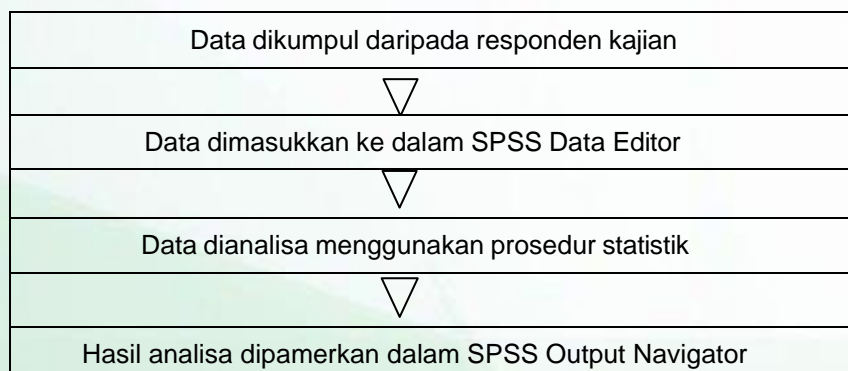 Data dikumpul daripada responden kajian
Data dimasukkan ke dalam SPSS Data Editor
Data dianalisa menggunakan prosedur statistik
Hasil analisa dipamerkan dalam SPSS Output Navigator